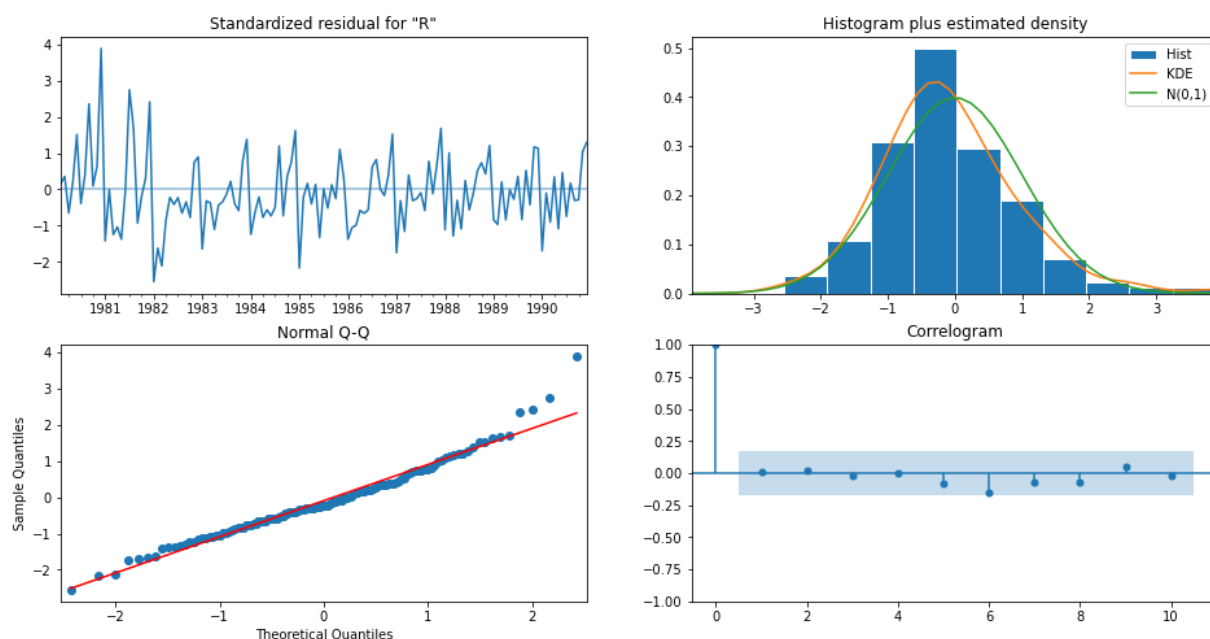 Standardized residual for "R"
4
3
2
1
0
−1
−2
1981 1982 1983 1984 1985 1986 1987 1988 1989 1990
Histogram plus estimated density
0.5
0.4
0.3
0.2
0.1
0.0
−3 −2 −1 0 1 2 3
Hist
KDE
N(0,1)
Normal Q-Q
Sample Quantiles
4
3
2
1
0
−1
−2
−2 −1 0 1 2
Theoretical Quantiles
Correlogram
1.00
0.75
0.50
0.25
0.00
−0.25
−0.50
−0.75
−1.00
0 2 4 6 8 10